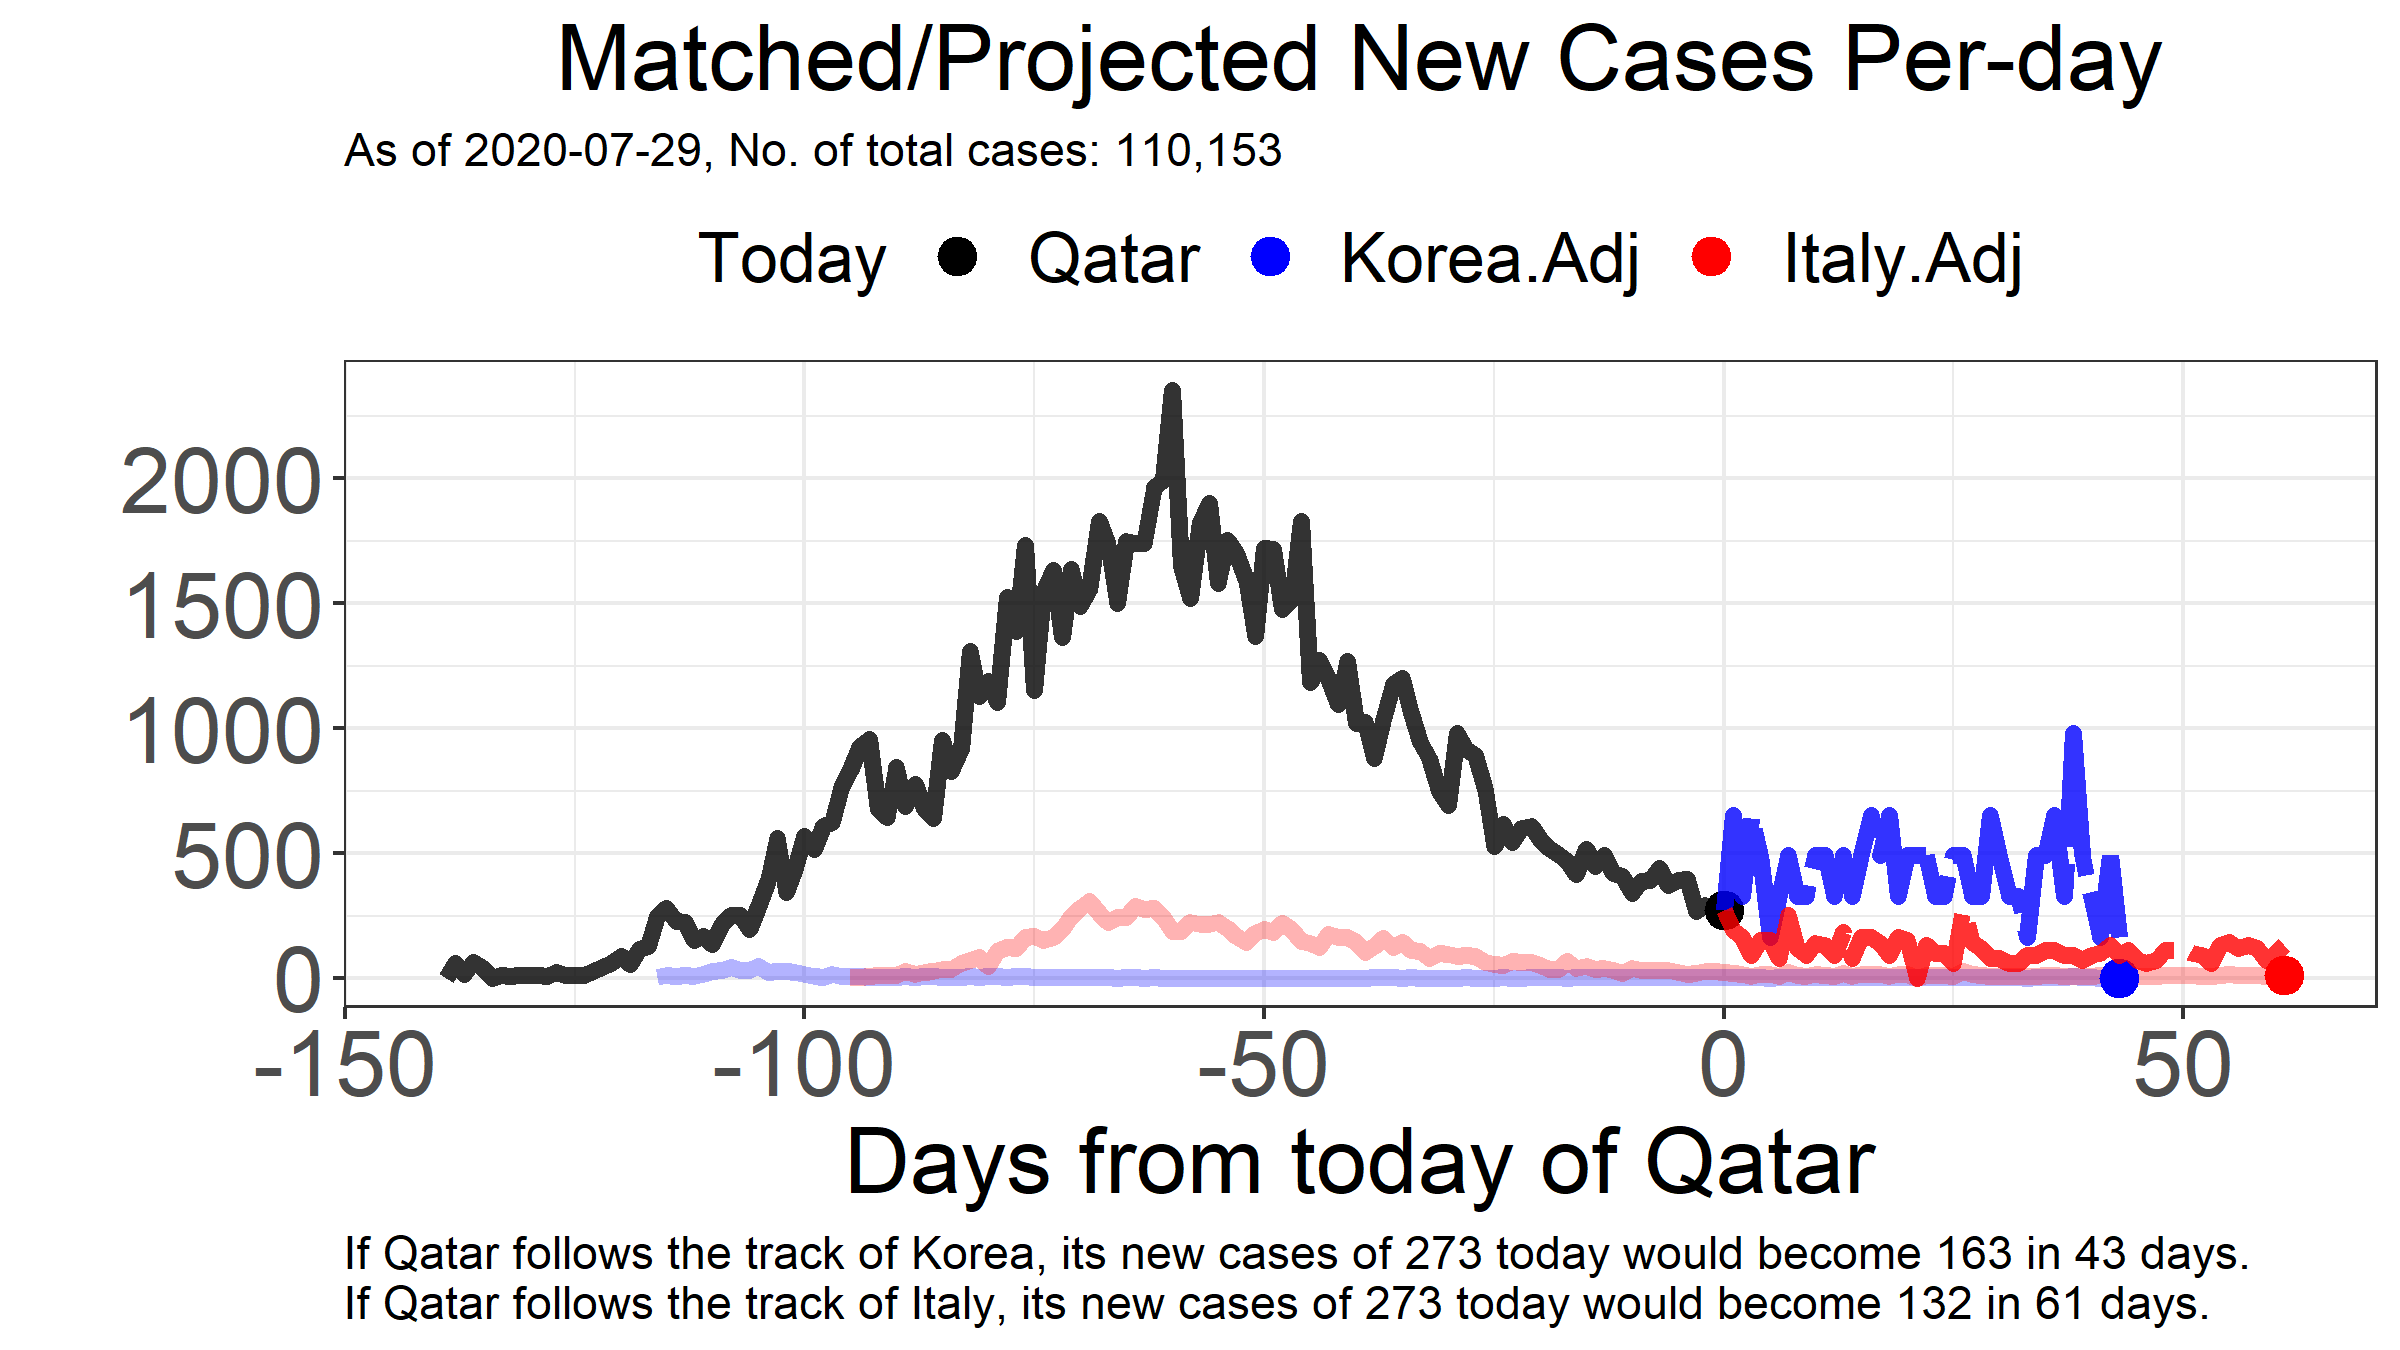 Matched/Projected New Cases Per-day
As of 2020-07-29, No. of total cases: 110,153
Today Qatar Korea.Adj Italy.Adj
2000
1500
1000
500
0
-150 -100 -50 0 50
Days from today of Qatar
If Qatar follows the track of Korea, its new cases of 273 today would become 163 in 43 days.
If Qatar follows the track of Italy, its new cases of 273 today would become 132 in 61 days.